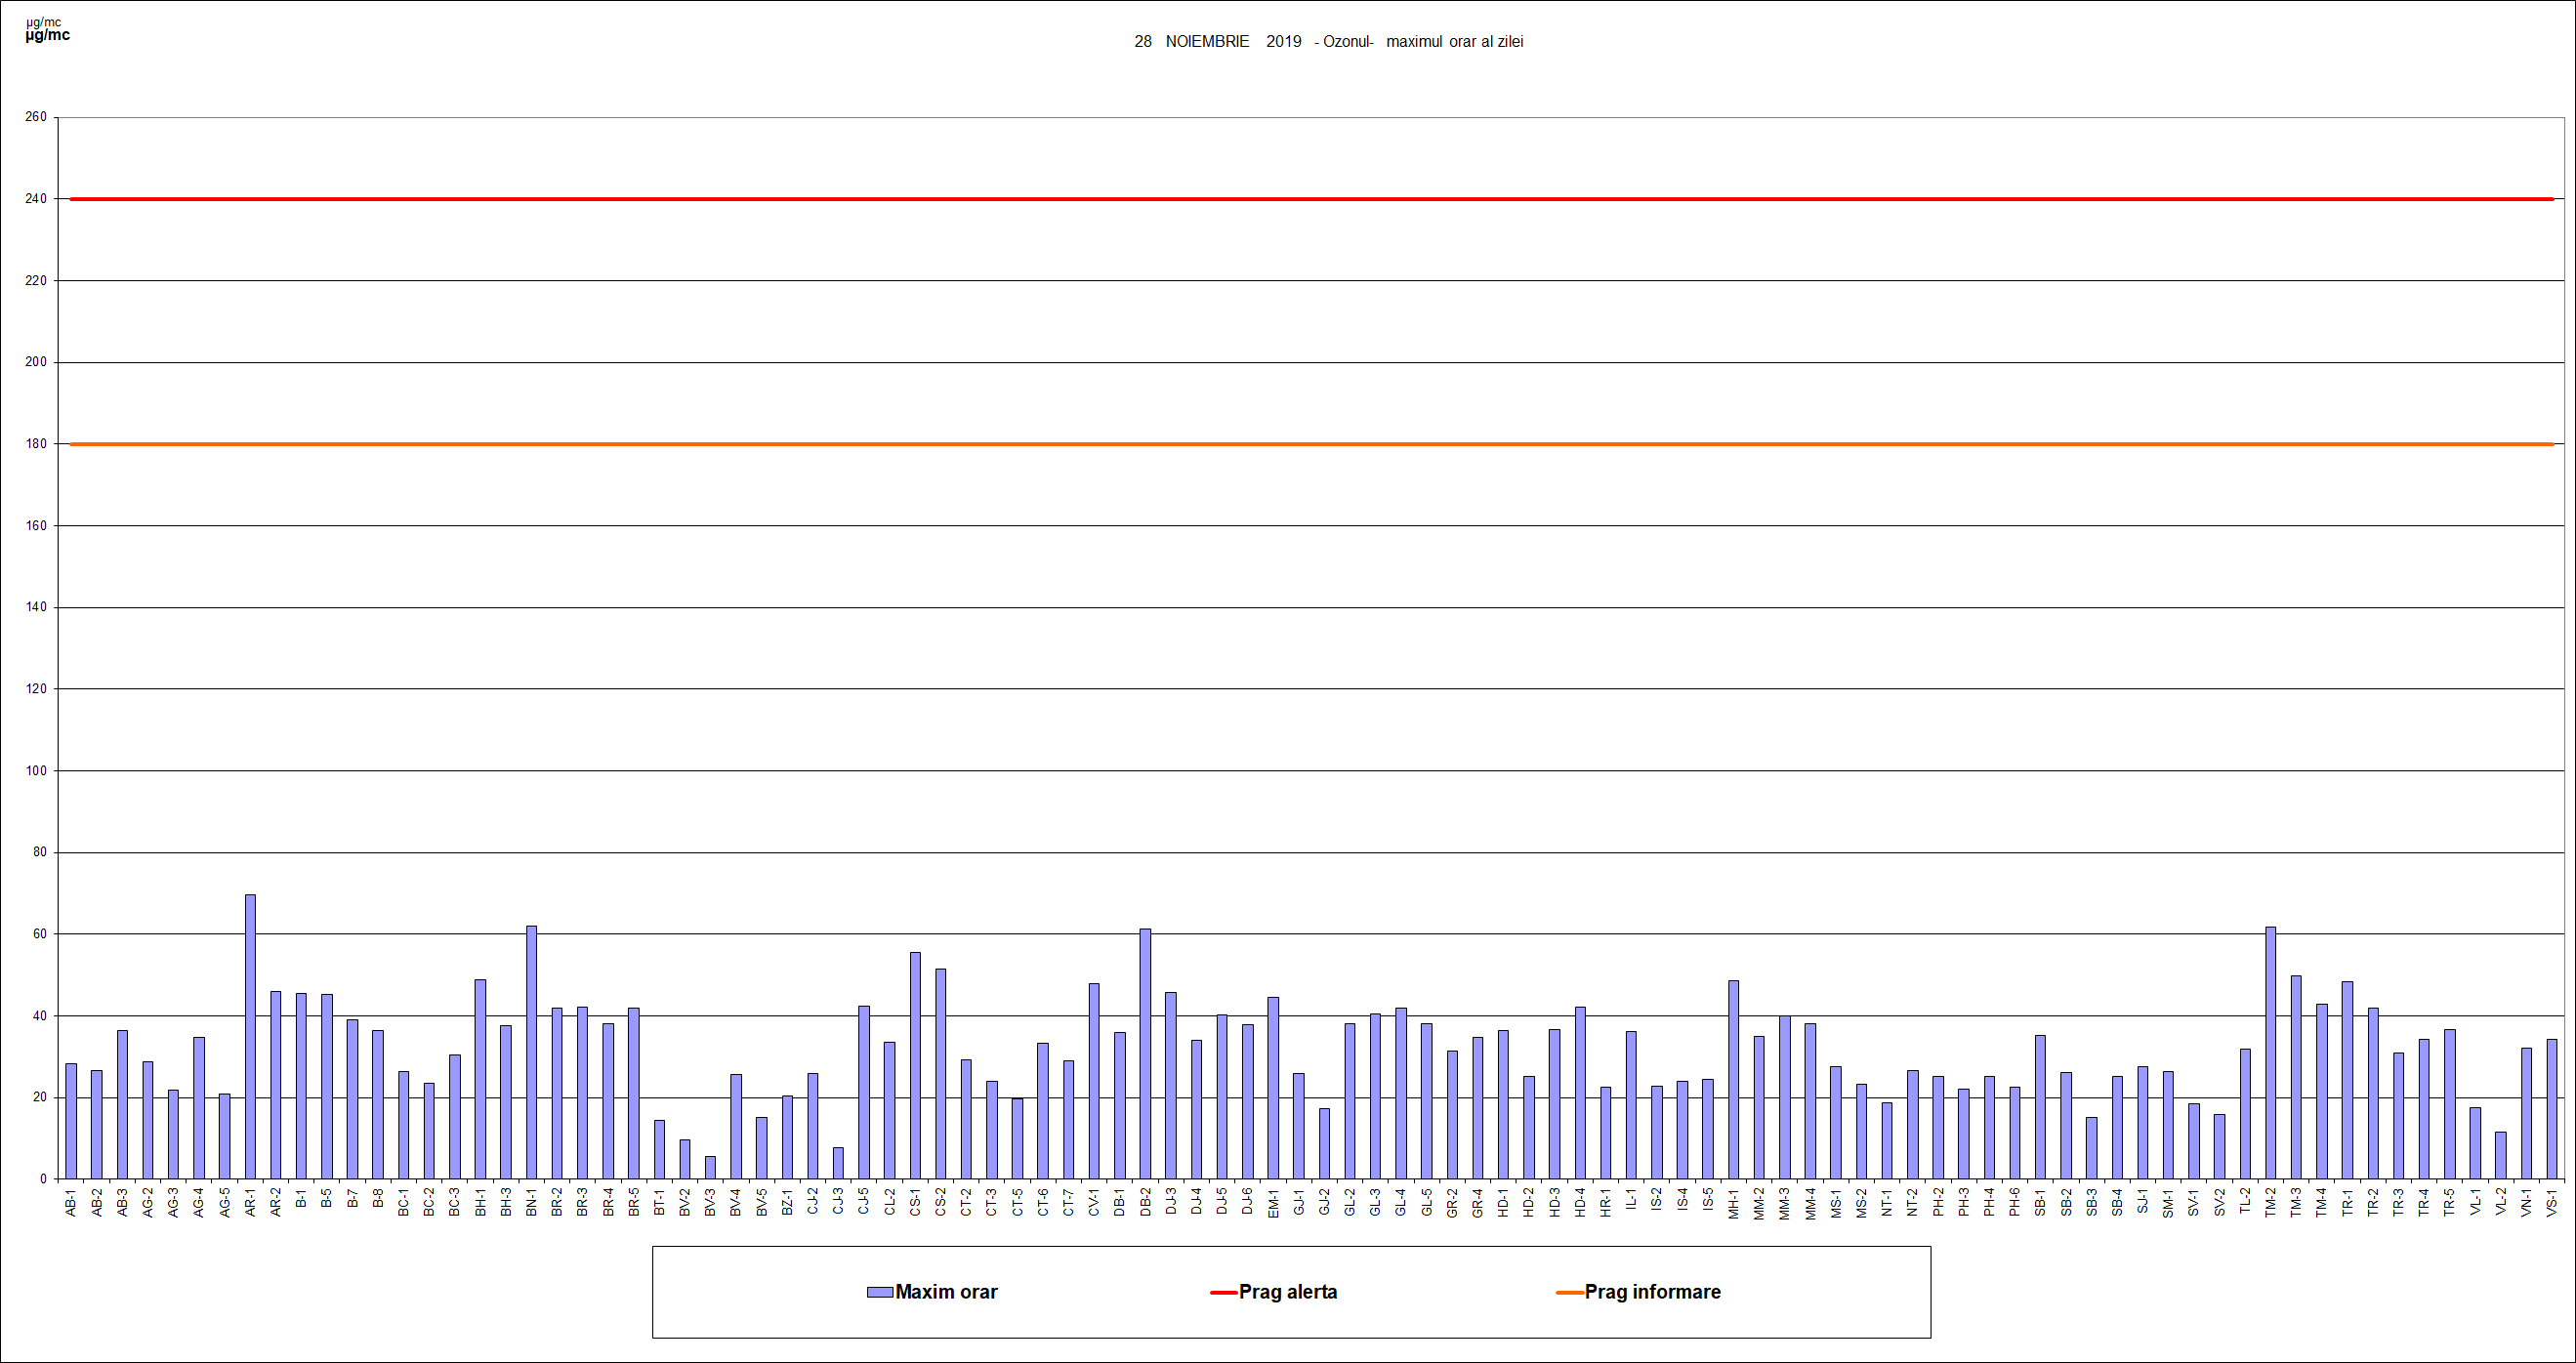 µg/mc
µg/mc
28 NOIEMBRIE 2019 - Ozonul- maximul orar al zilei
260
240
220
200
180
160
140
120
100
80
60
40
20
0
AB-1 AB-2 AB-3 AG-2 AG-3 AG-4 AG-5 AR-1 AR-2 B-1 B-5 B-7 B-8 BC-1 BC-2 BC-3 BH-1 BH-3 BN-1 BR-2 BR-3 BR-4 BR-5 BT-1 BV-2 BV-3 BV-4 BV-5 BZ-1 CJ-2 CJ-3 CJ-5 CL-2 CS-1 CS-2 CT-2 CT-3 CT-5 CT-6 CT-7 CV-1 DB-1 DB-2 DJ-3 DJ-4 DJ-5 DJ-6 EM-1 GJ-1 GJ-2 GL-2 GL-3 GL-4 GL-5 GR-2 GR-4 HD-1 HD-2 HD-3 HD-4 HR-1 IL-1 IS-2 IS-4 IS-5 MH-1 MM-2 MM-3 MM-4 MS-1 MS-2 NT-1 NT-2 PH-2 PH-3 PH-4 PH-6 SB-1 SB-2 SB-3 SB-4 SJ-1 SM-1 SV-1 SV-2 TL-2 TM-2 TM-3 TM-4 TR-1 TR-2 TR-3 TR-4 TR-5 VL-1 VL-2 VN-1 VS-1
Maxim orar Prag alerta Prag informare